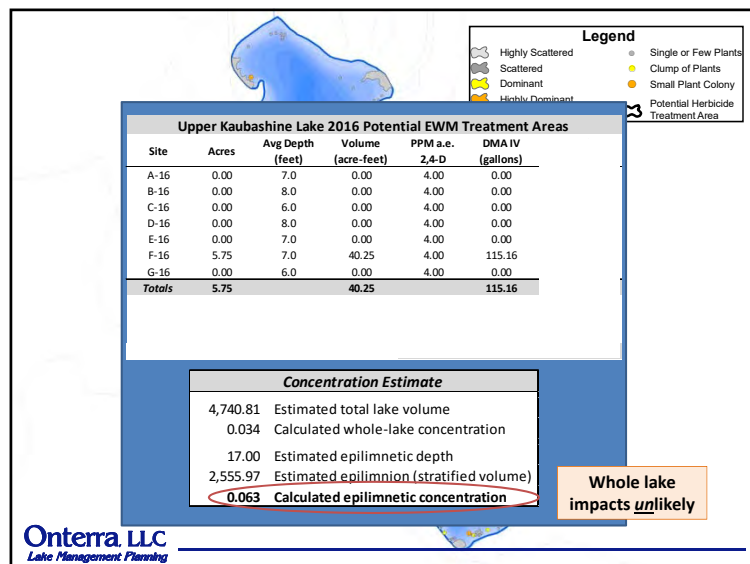 Legend
Highly Scattered
Single or Few Plants
Scattered
Clump of Plants
Dominant
Small Plant Colony
Highly Dominant
Potential Herbicide
Treatment Area
Upper Kaubashine Lake 2016 Potential EWM Treatment Areas
Site Acres Avg Depth (feet) Volume (acre-feet) PPM a.e. 2,4-D DMA IV (gallons)
A-16 0.00 7.0 0.00 4.00 0.00
B-16 0.00 8.0 0.00 4.00 0.00
C-16 0.00 6.0 0.00 4.00 0.00
D-16 0.00 8.0 0.00 4.00 0.00
E-16 0.00 7.0 0.00 4.00 0.00
F-16 5.75 7.0 40.25 4.00 115.16
G-16 0.00 6.0 0.00 4.00 0.00
Totals 5.75 40.25 115.16
Concentration Estimate
4,740.81 Estimated total lake volume
0.034 Calculated whole-lake concentration
17.00 Estimated epilimnetic depth
2,555.97 Estimated epilimnion (stratified volume)
0.063 Calculated epilimnetic concentration
Whole lake
impacts unlikely
Onterra, LLC
Lake Management Planning